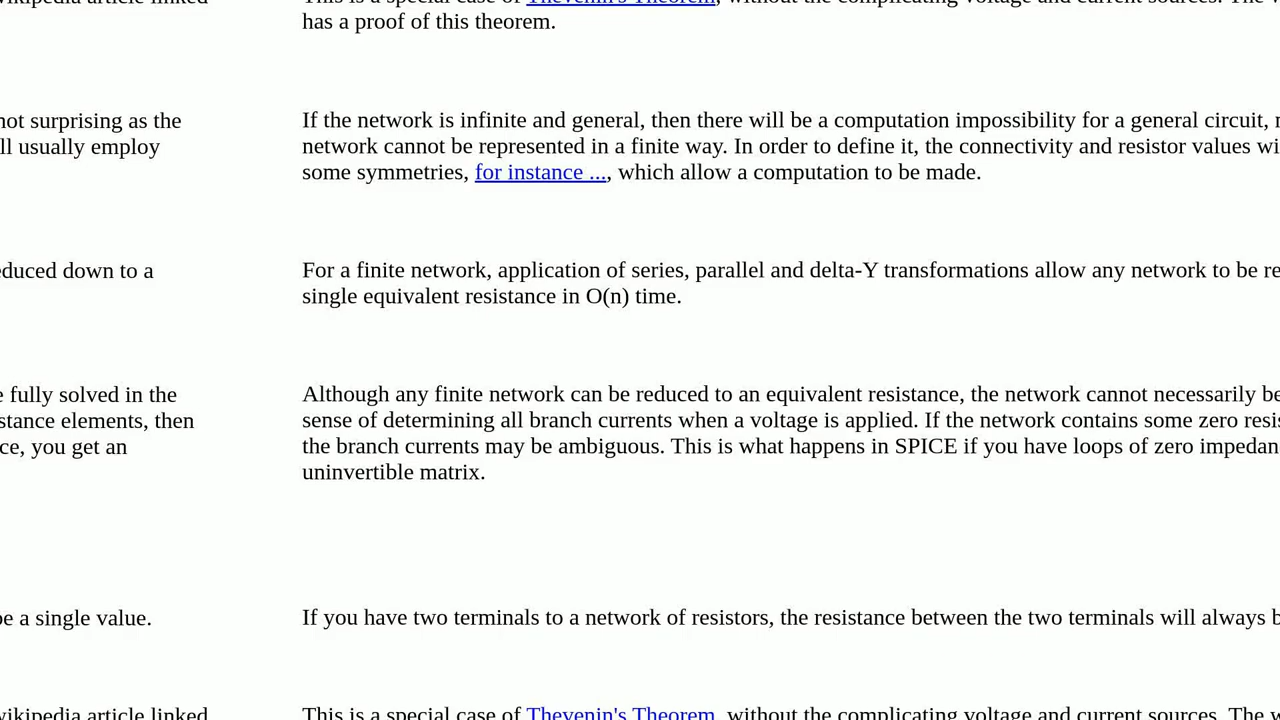 wikipedia article linked
This is a special case of Thevenin's Theorem, without the complicating voltage and current sources. The
has a proof of this theorem.
not surprising as the
If the network is infinite and general, then there will be a computation impossibility for a general circuit,
usually employ
network cannot be represented in a finite way. In order to define it, the connectivity and resistor values
some symmetries, for instance ..., which allow a computation to be made.
educed down to a
For a finite network, application of series, parallel and delta-Y transformations allow any network to be re
single equivalent resistance in O(n) time.
fully solved in the
Although any finite network can be reduced to an equivalent resistance, the network cannot necessarily be
stance elements, then
sense of determining all branch currents when a voltage is applied. If the network contains some zero resis
ce, you get an
the branch currents may be ambiguous. This is what happens in SPICE if you have loops of zero impedan
uninvertible matrix.
be a single value.
If you have two terminals to a network of resistors, the resistance between the two terminals will always b
wikipedia article linked
This is a special case of Thevenin's Theorem, without the complicating voltage and current sources. The w